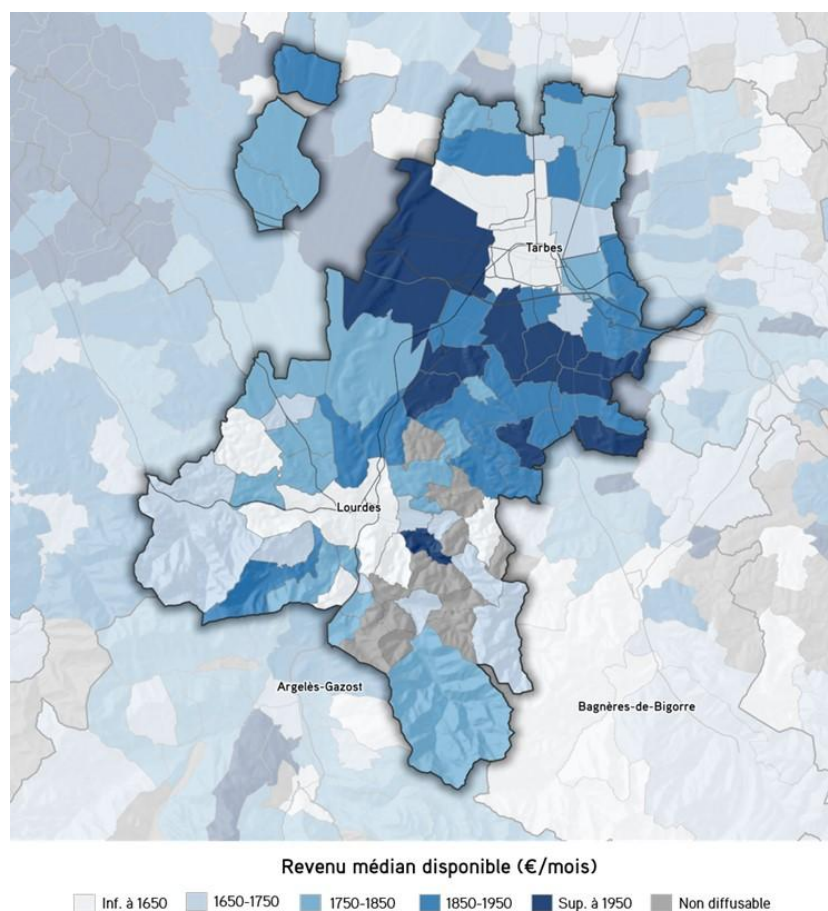 Tarbes
Lourdes
Argelès-Gazost
Bagnères-de-Bigorre
Revenu médian disponible (€/mois)
Inf. à 1650 1650-1750 1750-1850 1850-1950 Sup. à 1950 Non diffusable